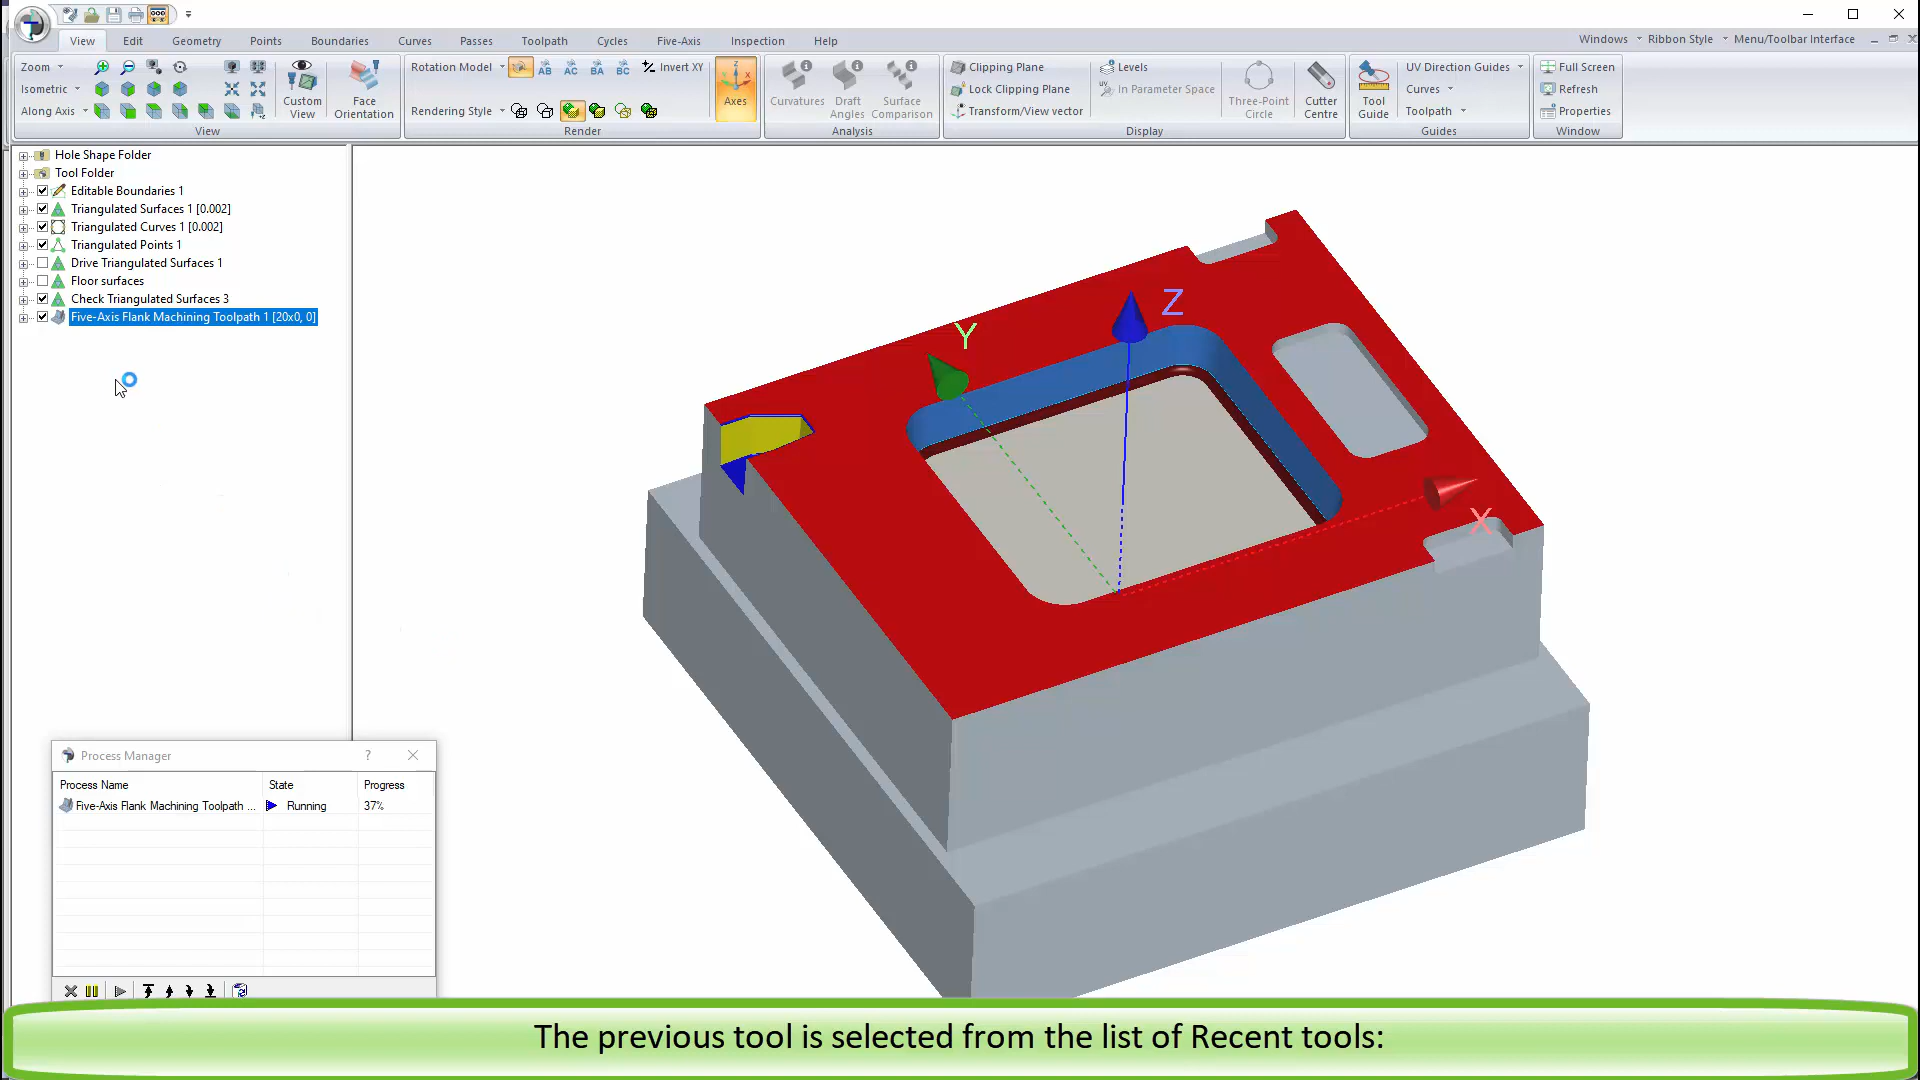 View Edit Geometry Points Boundaries Curves Passes Toolpath Cycles Five-Axis Inspection Help Windows Ribbon Style Menu/Toolbar Interface
Zoom
Isometric
Along Axis
Custom View
Face Orientation
View
Rotation Model AB AC BA BC Invert XY
Rendering Style
Axes
Render
Curvatures
Draft Angles
Surface Comparison
Analysis
Clipping Plane
Lock Clipping Plane
Transform/View vector
Levels
In Parameter Space
Three-Point Circle
Cutter Centre
Display
Tool Guide
UV Direction Guides
Curves
Toolpath
Guides
Full Screen
Refresh
Properties
Window
Hole Shape Folder
Tool Folder
Editable Boundaries 1
Triangulated Surfaces 1 [0.002]
Triangulated Curves 1 [0.002]
Triangulated Points 1
Drive Triangulated Surfaces 1
Floor surfaces
Check Triangulated Surfaces 3
Five-Axis Flank Machining Toolpath 1 [20x0, 0]
Z
Y
X
Process Manager ?
Process Name State Progress
Five-Axis Flank Machining Toolpath ... Running 37%
The previous tool is selected from the list of Recent tools: